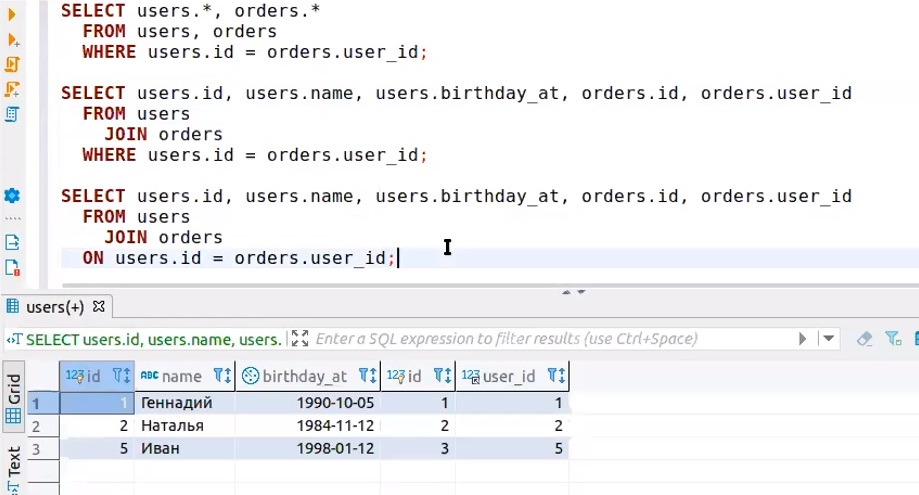 SELECT users.*, orders.*
FROM users, orders
WHERE users.id = orders.user_id;
SELECT users.id, users.name, users.birthday_at, orders.id, orders.user_id
FROM users
JOIN orders
WHERE users.id = orders.user_id;
SELECT users.id, users.name, users.birthday_at, orders.id, orders.user_id
FROM users
JOIN orders
ON users.id = orders.user_id;
users(+)
SELECT users.id, users.name, users. Enter a SQL expression to filter results (use Ctrl+Space)
Grid
Text
123 id ABC name birthday_at 123 id 123 user_id
1 1 Геннадий 1990-10-05 1 1
2 2 Наталья 1984-11-12 2 2
3 5 Иван 1998-01-12 3 5